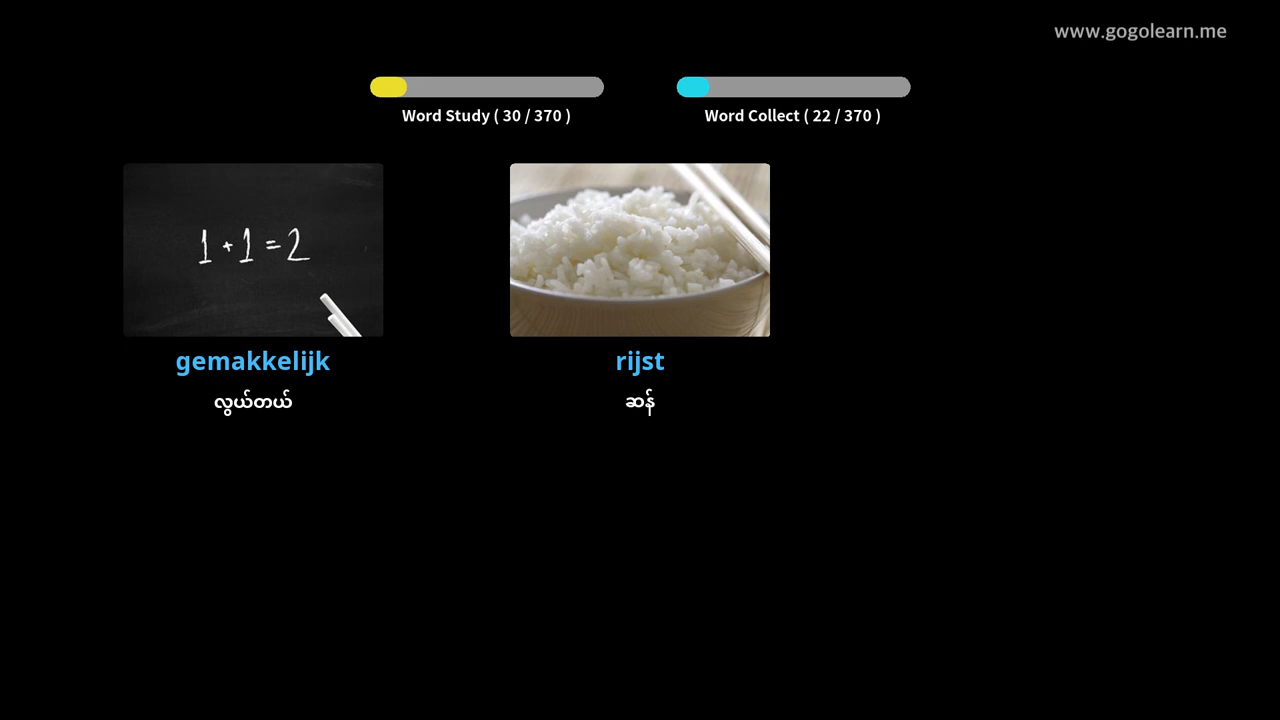 www.gogolearn.me
Word Study ( 30 / 370 )
Word Collect ( 22 / 370 )
1 + 1 = 2
gemakkelijk
rijst
လွယ်တယ်
ဆန်